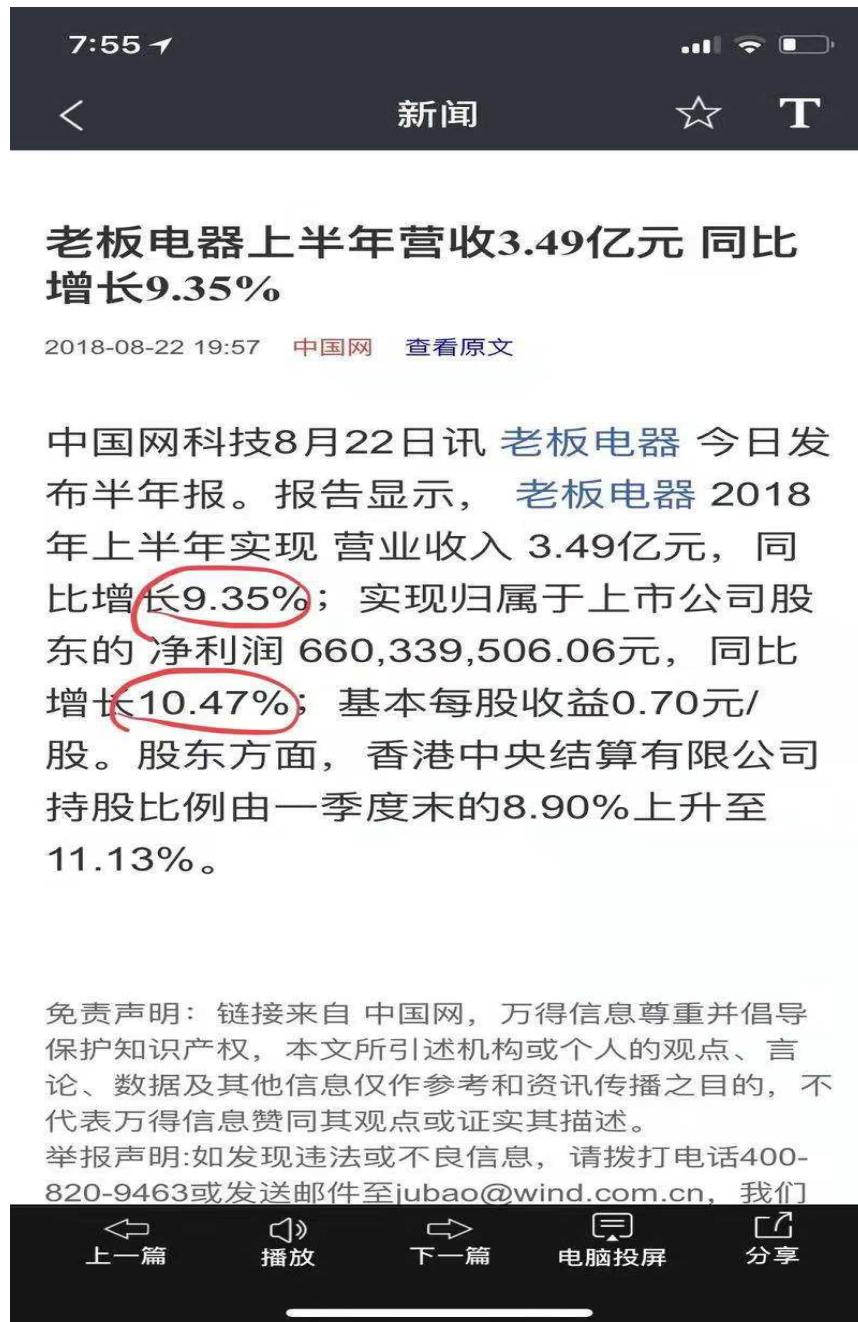 7:55
新闻
T
老板电器上半年营收3.49亿元 同比
增长9.35%
2018-08-22 19:57 中国网 查看原文
中国网科技8月22日讯 老板电器 今日发
布半年报。报告显示， 老板电器 2018
年上半年实现 营业收入 3.49亿元，同
比增长9.35%；实现归属于上市公司股
东的 净利润 660,339,506.06元，同比
增长10.47%；基本每股收益0.70元/
股。股东方面，香港中央结算有限公司
持股比例由一季度末的8.90%上升至
11.13%。
免责声明：链接来自 中国网，万得信息尊重并倡导
保护知识产权，本文所引述机构或个人的观点、言
论、数据及其他信息仅作参考和资讯传播之目的，不
代表万得信息赞同其观点或证实其描述。
举报声明:如发现违法或不良信息，请拨打电话400-
820-9463或发送邮件至jubao@wind.com.cn，我们
上一篇 播放 下一篇 电脑投屏 分享